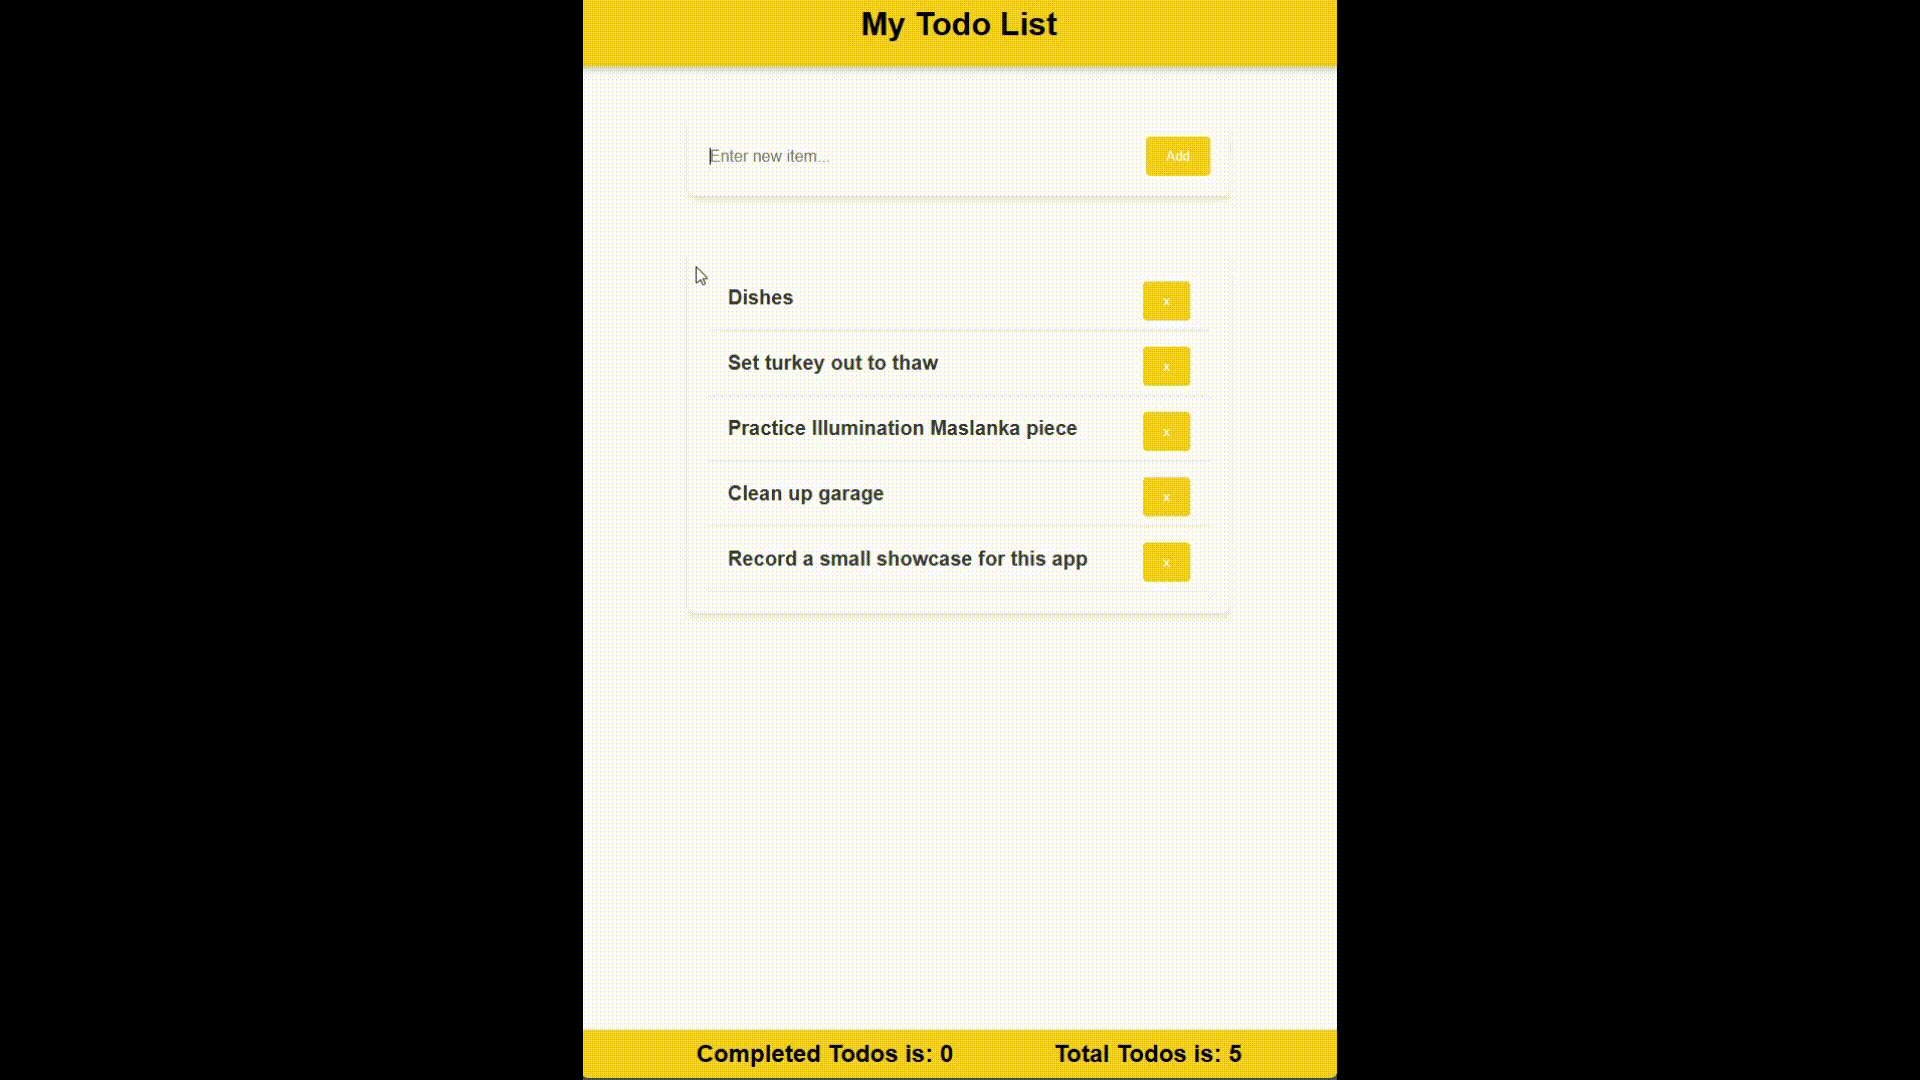 My Todo List
Enter new item...
Add
Dishes
x
Set turkey out to thaw
x
Practice Illumination Maslanka piece
x
Clean up garage
x
Record a small showcase for this app
x
Completed Todos is: 0
Total Todos is: 5